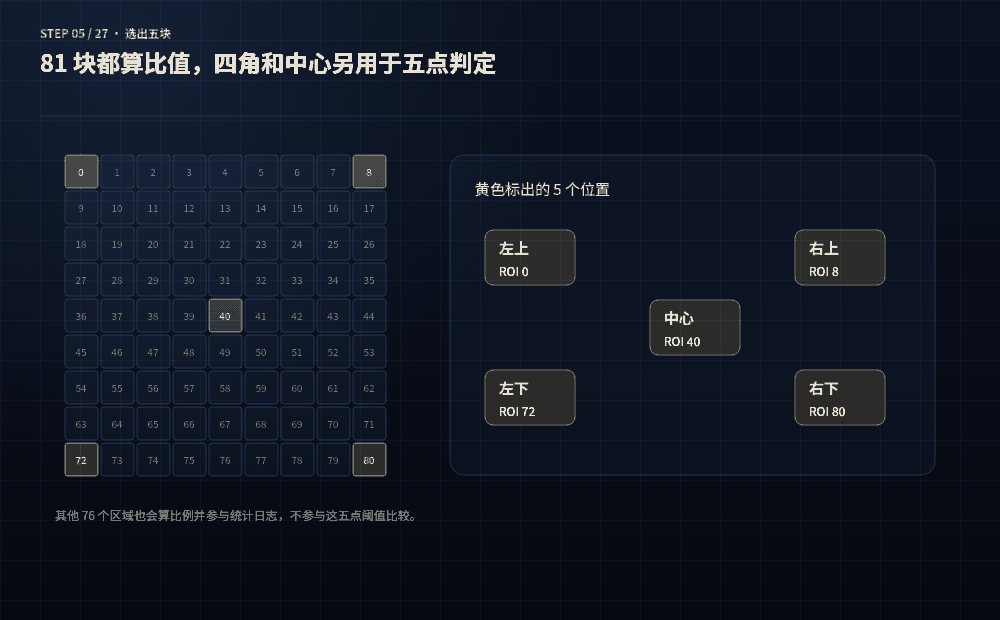 STEP 05 / 27 · 选出五块
81 块都算比值，四角和中心另用于五点判定
0 1 2 3 4 5 6 7 8
9 10 11 12 13 14 15 16 17
18 19 20 21 22 23 24 25 26
27 28 29 30 31 32 33 34 35
36 37 38 39 40 41 42 43 44
45 46 47 48 49 50 51 52 53
54 55 56 57 58 59 60 61 62
63 64 65 66 67 68 69 70 71
72 73 74 75 76 77 78 79 80
黄色标出的 5 个位置
左上
ROI 0
右上
ROI 8
中心
ROI 40
左下
ROI 72
右下
ROI 80
其他 76 个区域也会算比例并参与统计日志，不参与这五点阈值比较。